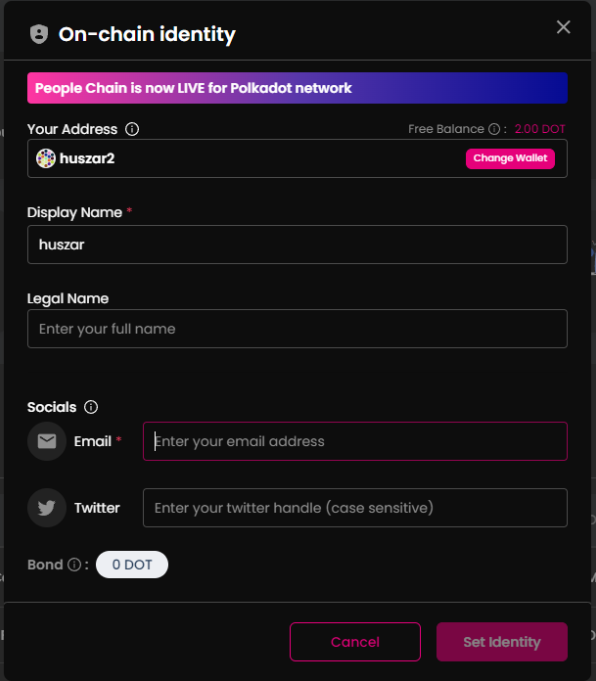 On-chain identity
People Chain is now LIVE for Polkadot network
Your Address Free Balance : 2.00 DOT
huszar2 Change Wallet
Display Name *
huszar
Legal Name
Enter your full name
Socials
Email * Enter your email address
Twitter Enter your twitter handle (case sensitive)
Bond : 0 DOT
Cancel Set Identity